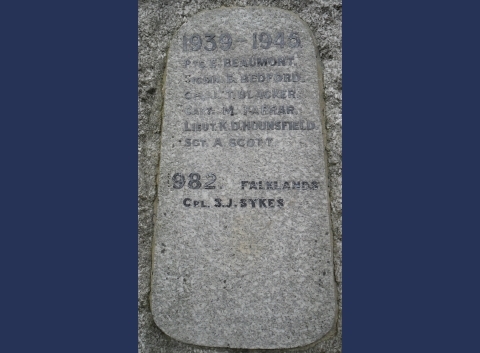 1939-1945
PTE. E. BEAUMONT
BEDFORD
LIEUT. K.D. HOUNSFIELD
SGT. A. SCOTT
1982. FALKLANDS
CPL. S.J. SYKES